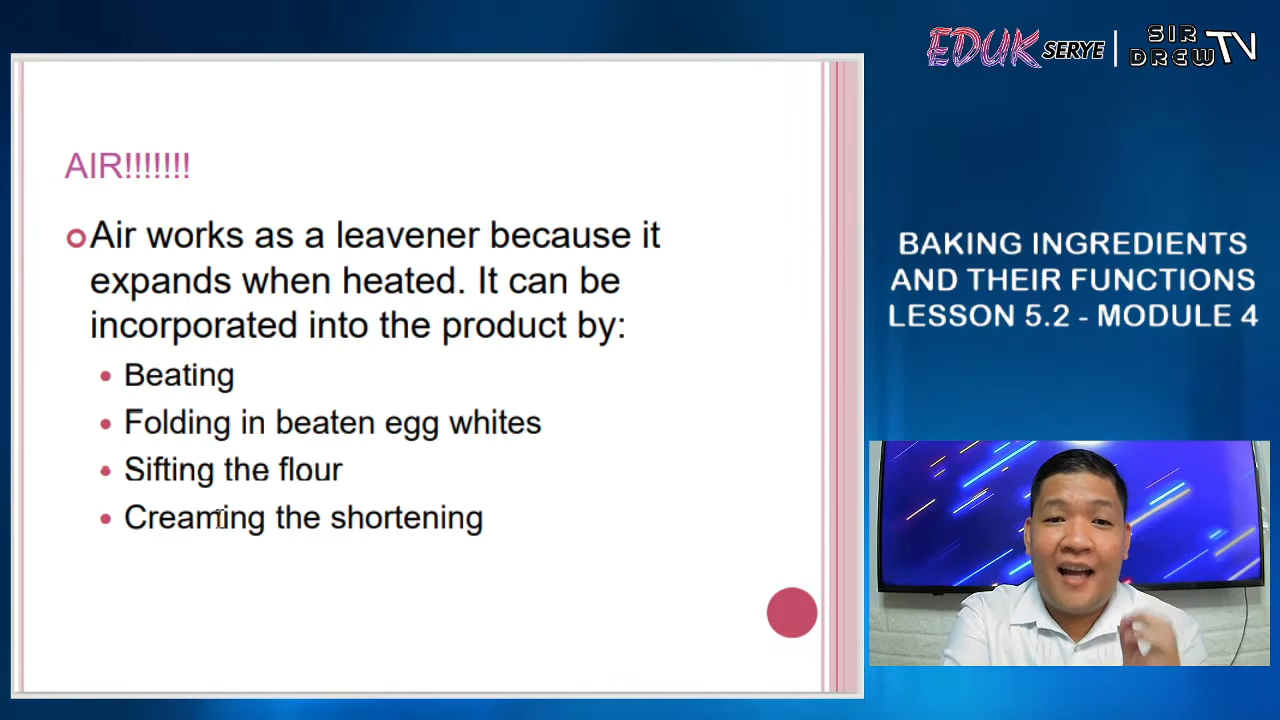 EDUK SERYE | SIR DREW TV
AIR!!!!!!!
Air works as a leavener because it
expands when heated. It can be
incorporated into the product by:
Beating
Folding in beaten egg whites
Sifting the flour
Creaming the shortening
BAKING INGREDIENTS
AND THEIR FUNCTIONS
LESSON 5.2 - MODULE 4